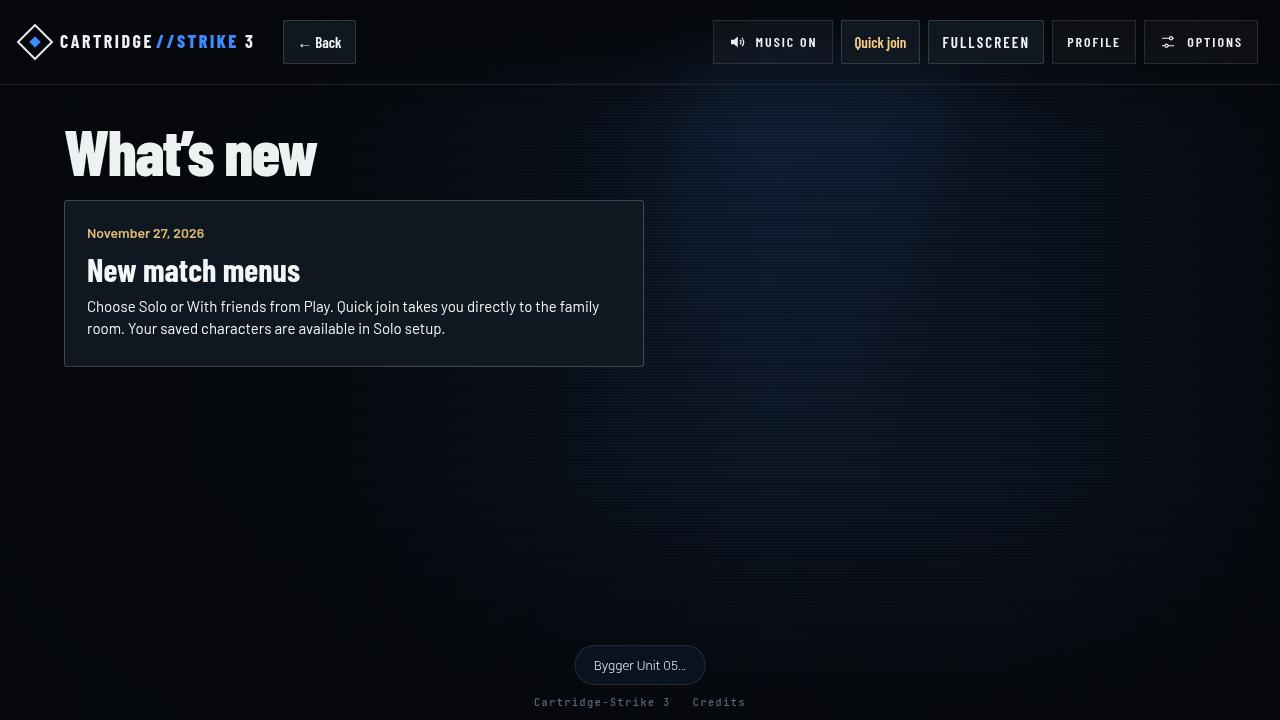 CARTRIDGE//STRIKE 3
← Back
MUSIC ON
Quick join
FULLSCREEN
PROFILE
OPTIONS
What's new
November 27, 2026
New match menus
Choose Solo or With friends from Play. Quick join takes you directly to the family
room. Your saved characters are available in Solo setup.
Bygger Unit 05…
Cartridge-Strike 3 Credits